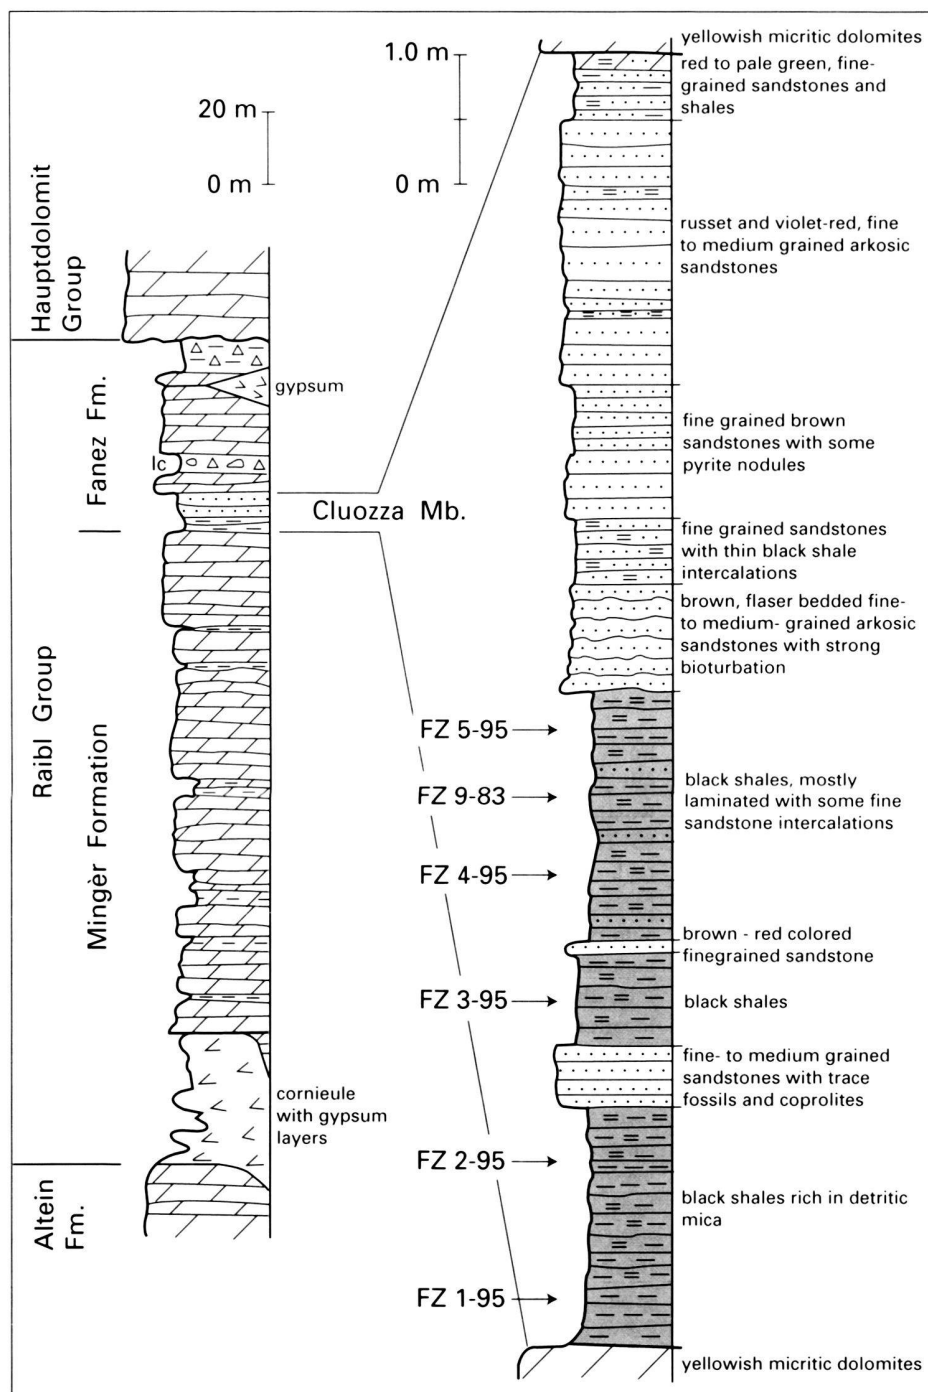 20 m
0 m
Hauptdolomit
Group
Fanez Fm.
Raibl Group
Mingèr Formation
Altein
Fm.
gypsum
lc
Cluozza Mb.
cornieule
with gypsum
layers
1.0 m
0 m
FZ 5-95
FZ 9-83
FZ 4-95
FZ 3-95
FZ 2-95
FZ 1-95
yellowish micritic dolomites
red to pale green, fine-
grained sandstones and
shales
russet and violet-red, fine
to medium grained arkosic
sandstones
fine grained brown
sandstones with some
pyrite nodules
fine grained sandstones
with thin black shale
intercalations
brown, flaser bedded fine-
to medium- grained arkosic
sandstones with strong
bioturbation
black shales, mostly
laminated with some fine
sandstone intercalations
brown - red colored
finegrained sandstone
black shales
fine- to medium grained
sandstones with trace
fossils and coprolites
black shales rich in detritic
mica
yellowish micritic dolomites